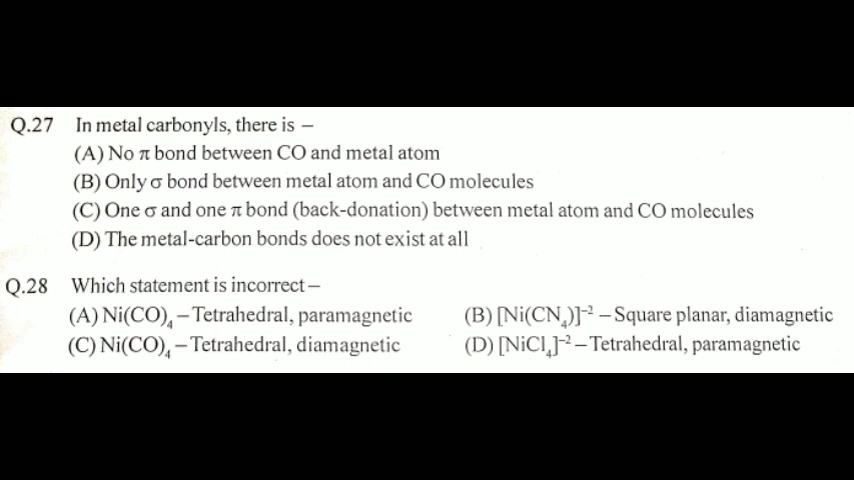 Q.27 In metal carbonyls, there is –
(A) No π bond between CO and metal atom
(B) Only σ bond between metal atom and CO molecules
(C) One σ and one π bond (back-donation) between metal atom and CO molecules
(D) The metal-carbon bonds does not exist at all
Q.28 Which statement is incorrect –
(A) Ni(CO)₄ – Tetrahedral, paramagnetic (B) [Ni(CN₄)]⁻² – Square planar, diamagnetic
(C) Ni(CO)₄ – Tetrahedral, diamagnetic (D) [NiCl₄]⁻² – Tetrahedral, paramagnetic